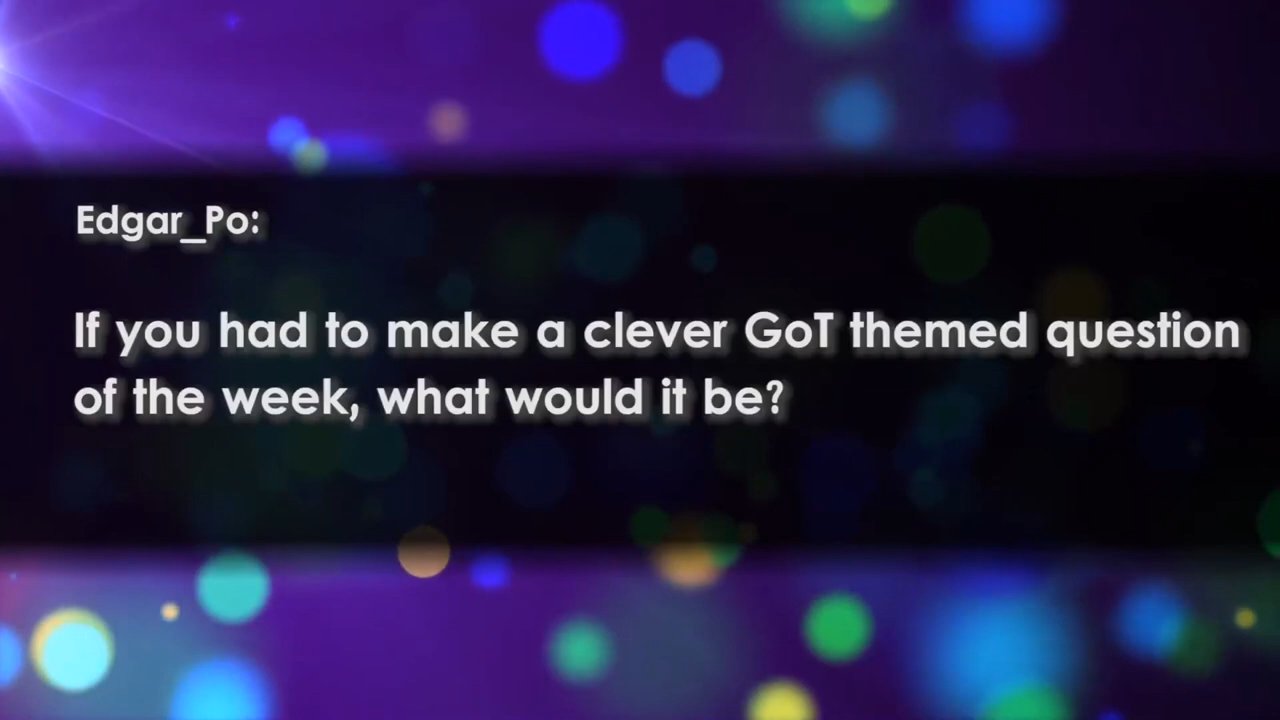 Edgar_Po:
If you had to make a clever GoT themed question
of the week, what would it be?